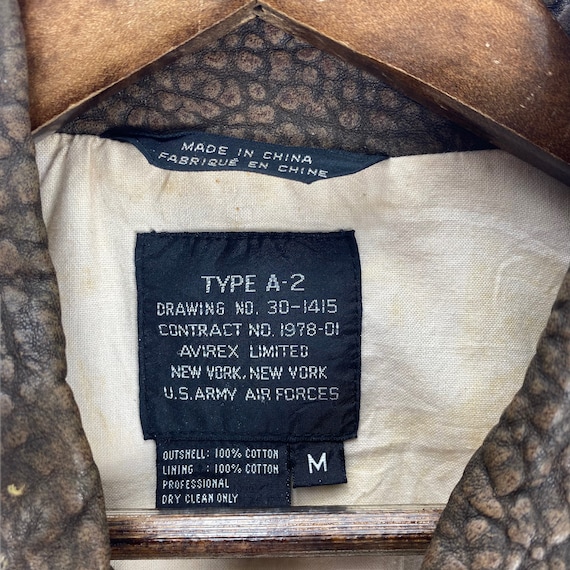 MADE IN CHINA
FABRIQUÉ EN CHINE
TYPE A-2
DRAWING NO. 30-1415
CONTRACT NO. 1978-01
AVIREX LIMITED
NEW YORK, NEW YORK
U.S. ARMY AIR FORCES
OUTSHELL: 100% COTTON
LINING : 100% COTTON
PROFESSIONAL
DRY CLEAN ONLY
M